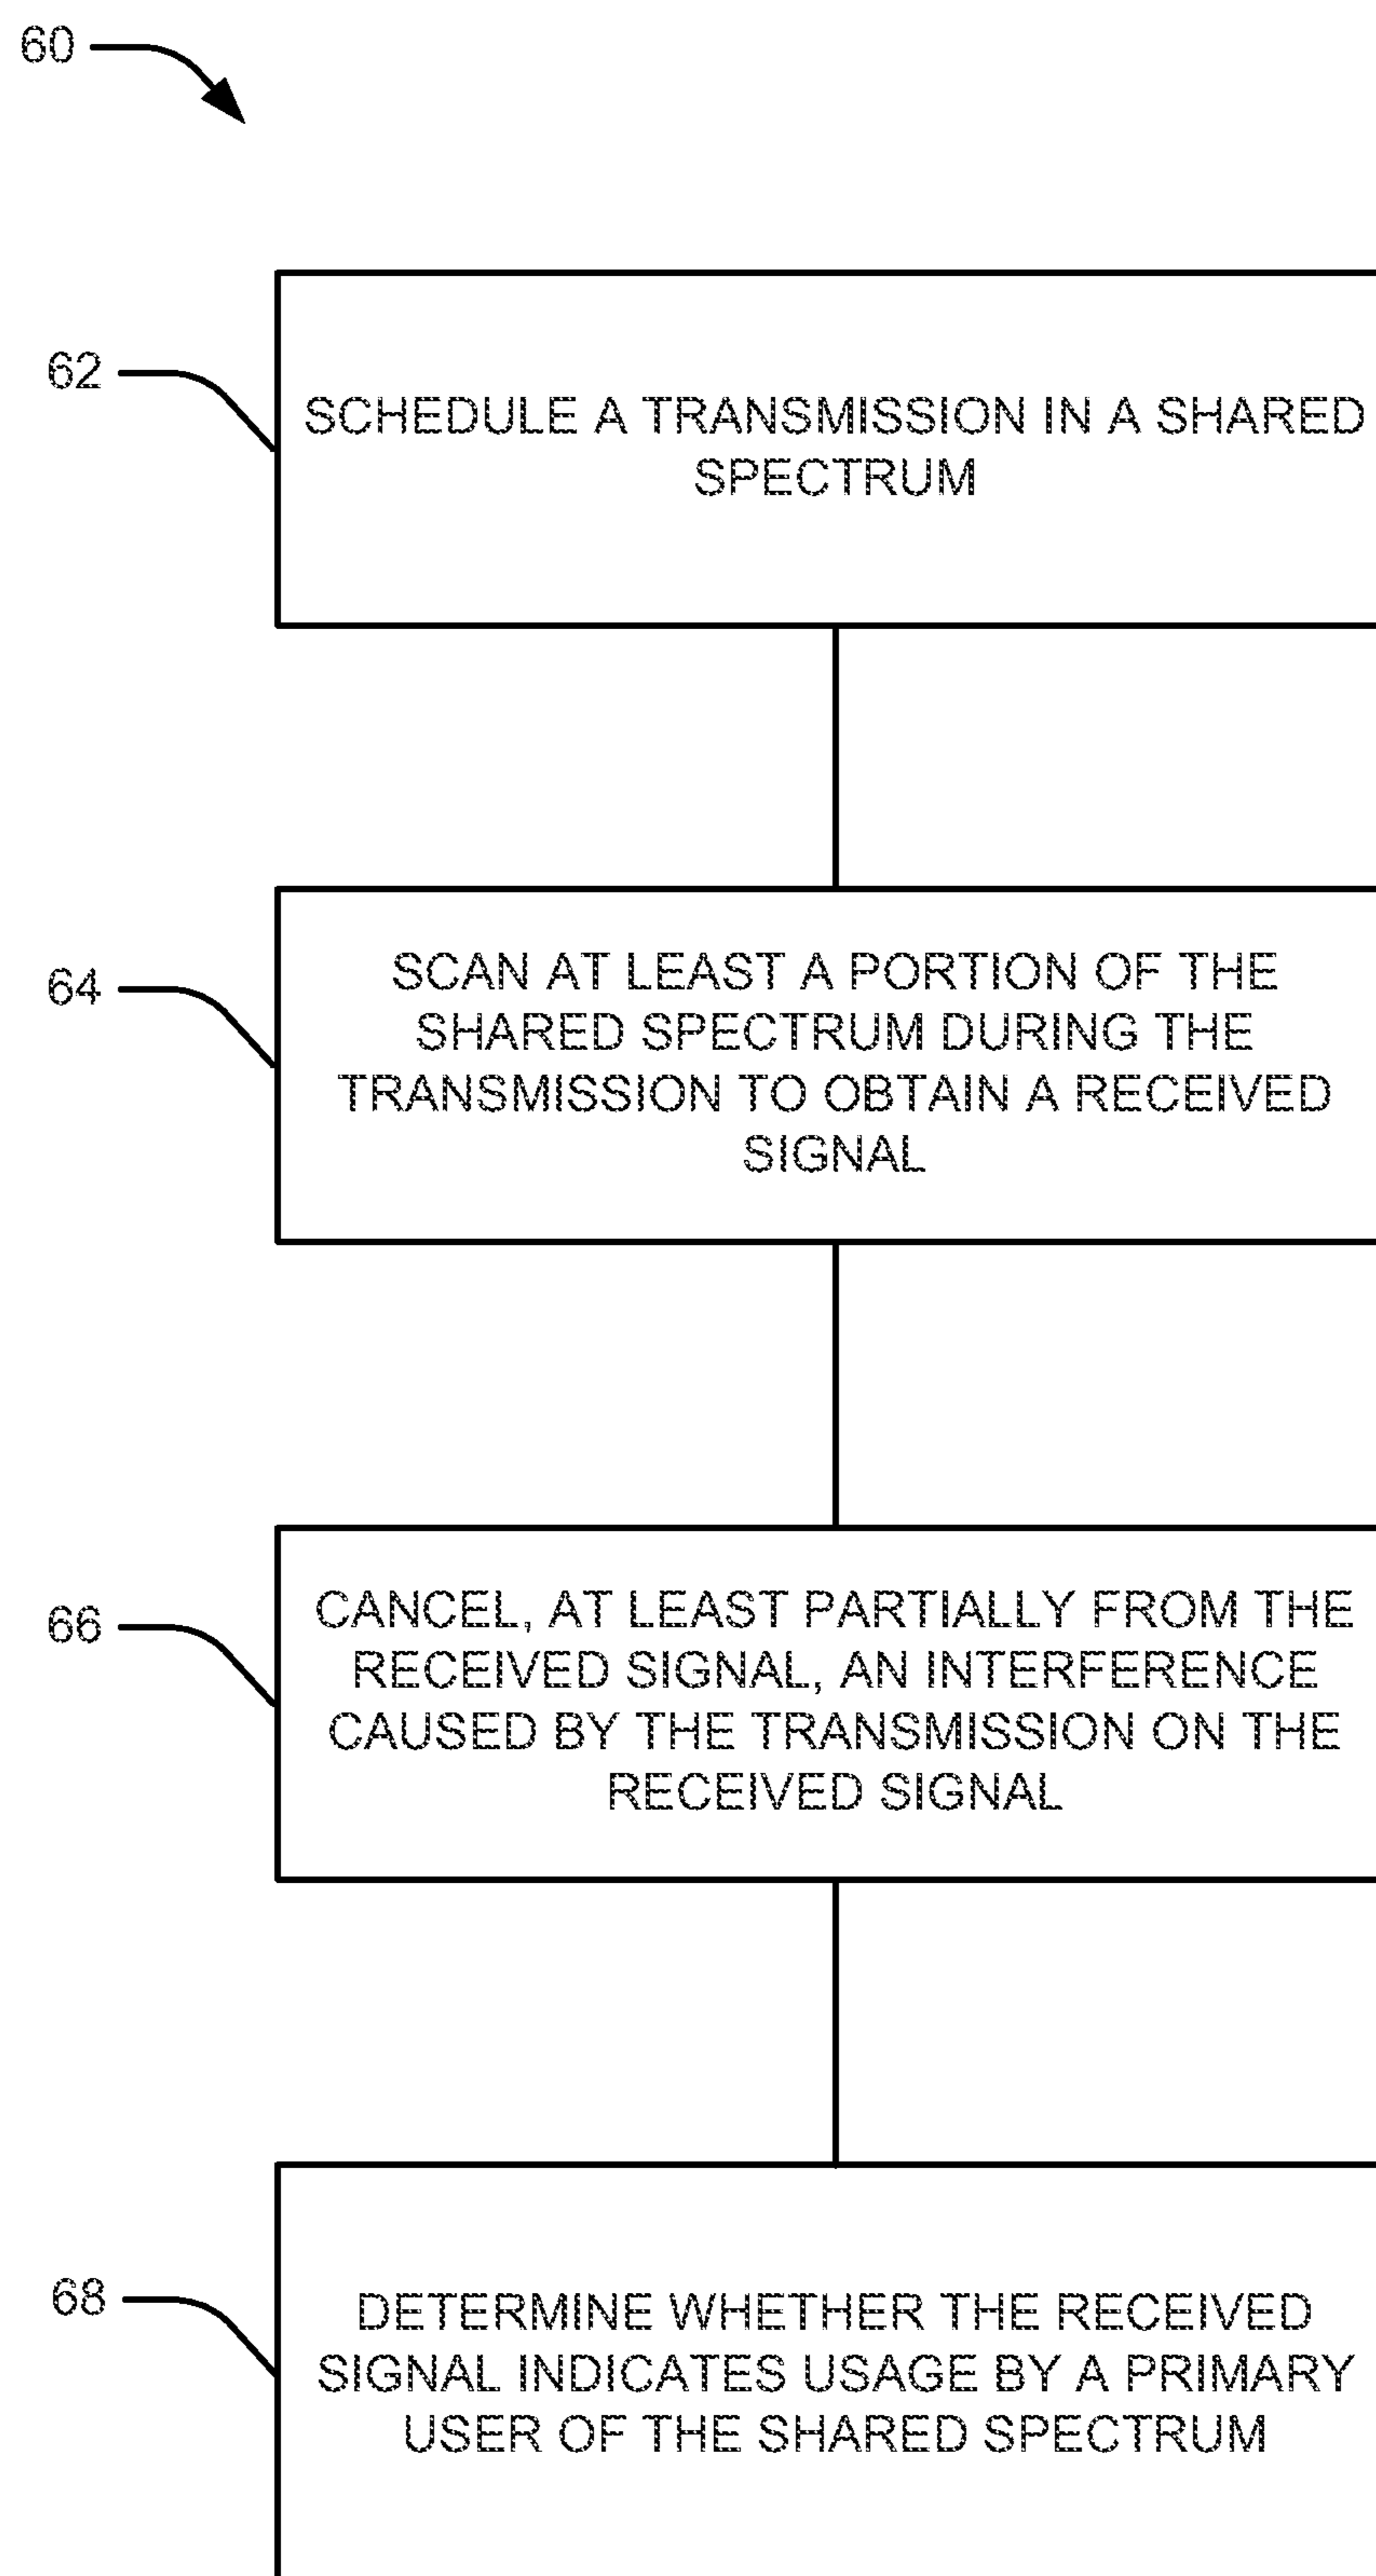 60
62
SCHEDULE A TRANSMISSION IN A SHARED
SPECTRUM
64
SCAN AT LEAST A PORTION OF THE
SHARED SPECTRUM DURING THE
TRANSMISSION TO OBTAIN A RECEIVED
SIGNAL
66
CANCEL, AT LEAST PARTIALLY FROM THE
RECEIVED SIGNAL, AN INTERFERENCE
CAUSED BY THE TRANSMISSION ON THE
RECEIVED SIGNAL
68
DETERMINE WHETHER THE RECEIVED
SIGNAL INDICATES USAGE BY A PRIMARY
USER OF THE SHARED SPECTRUM